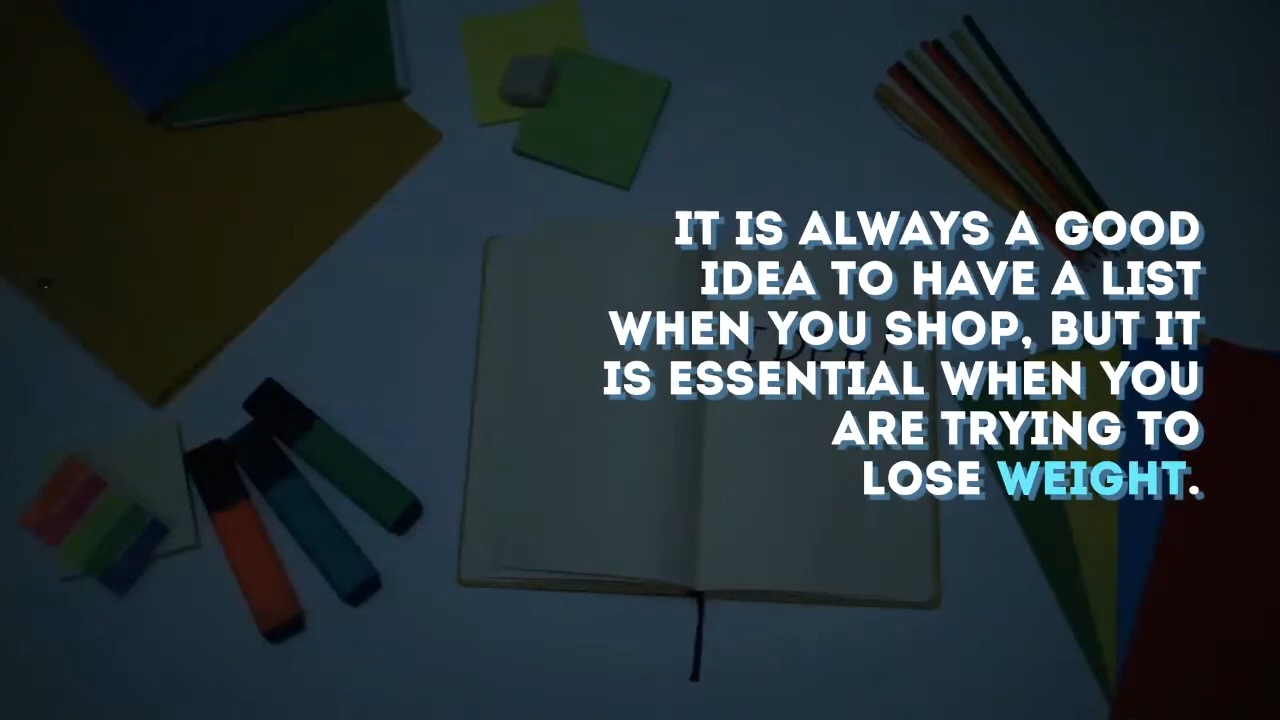 IT IS ALWAYS A GOOD
IDEA TO HAVE A LIST
WHEN YOU SHOP, BUT IT
IS ESSENTIAL WHEN YOU
ARE TRYING TO
LOSE WEIGHT.
IDEA!